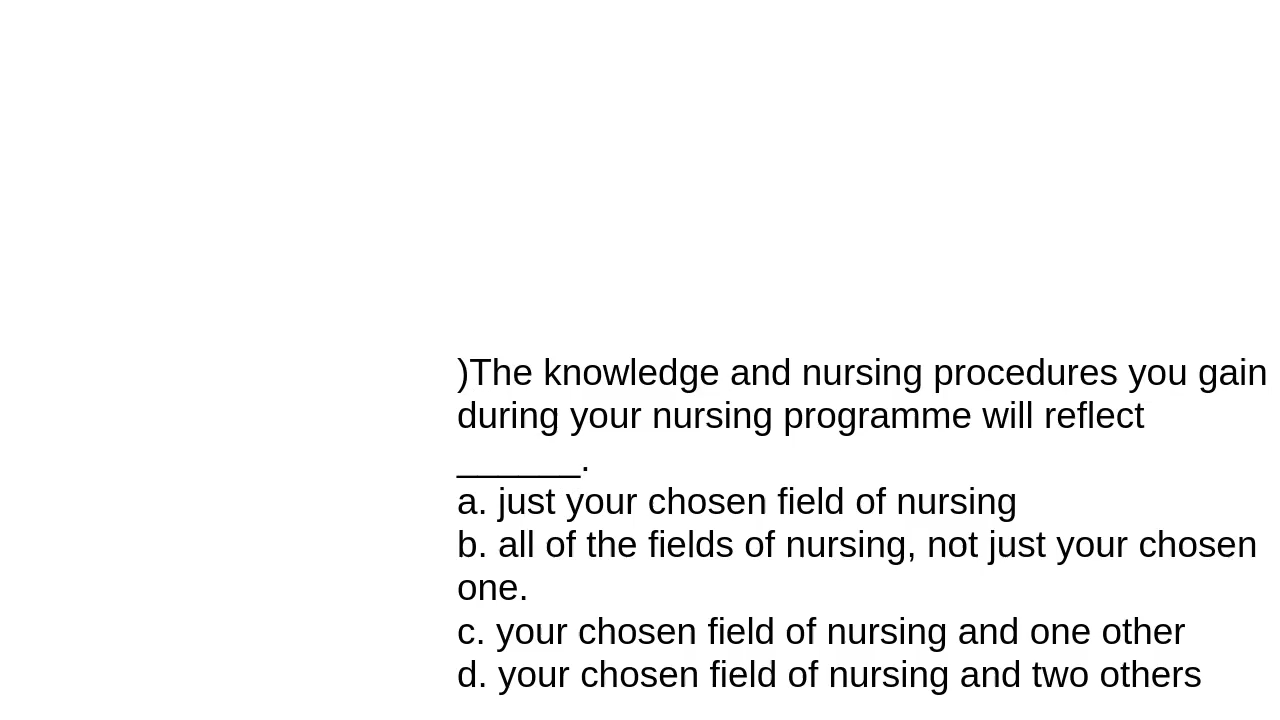 )The knowledge and nursing procedures you gain
during your nursing programme will reflect
______.
a. just your chosen field of nursing
b. all of the fields of nursing, not just your chosen
one.
c. your chosen field of nursing and one other
d. your chosen field of nursing and two others